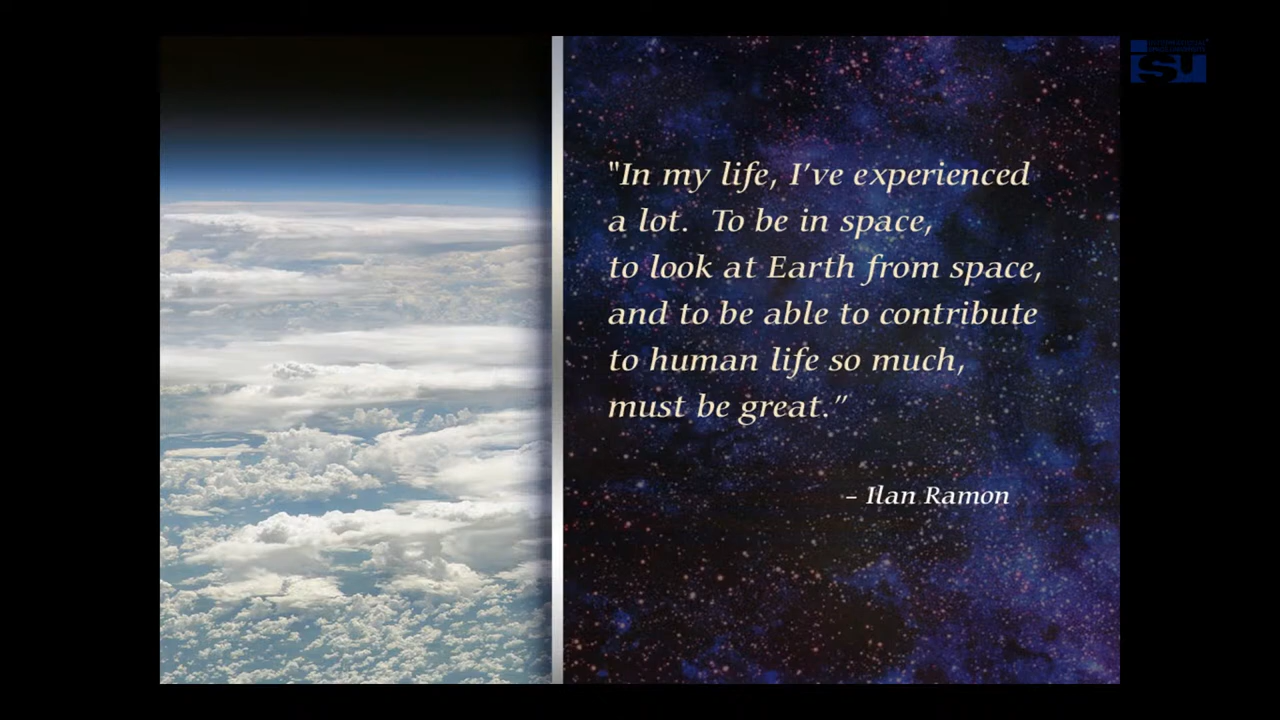 "In my life, I’ve experienced
a lot.  To be in space,
to look at Earth from space,
and to be able to contribute
to human life so much,
must be great.”
– Ilan Ramon